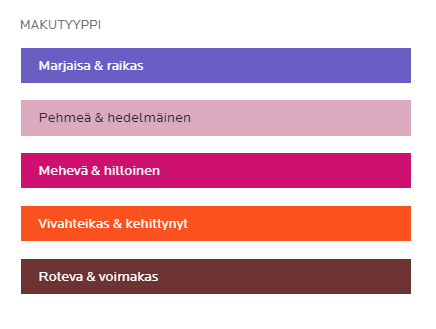 MAKUTYYPPI
Marjaisa & raikas
Pehmeä & hedelmäinen
Mehevä & hilloinen
Vivahteikas & kehittynyt
Roteva & voimakas